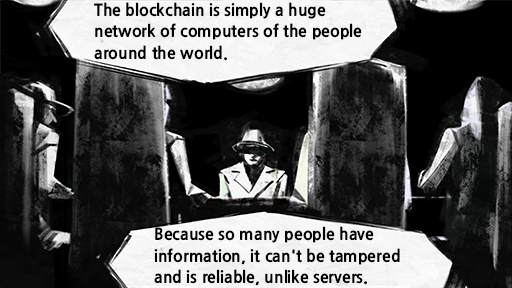 The blockchain is simply a huge
network of computers of the people
around the world.
Because so many people have
information, it can't be tampered
and is reliable, unlike servers.